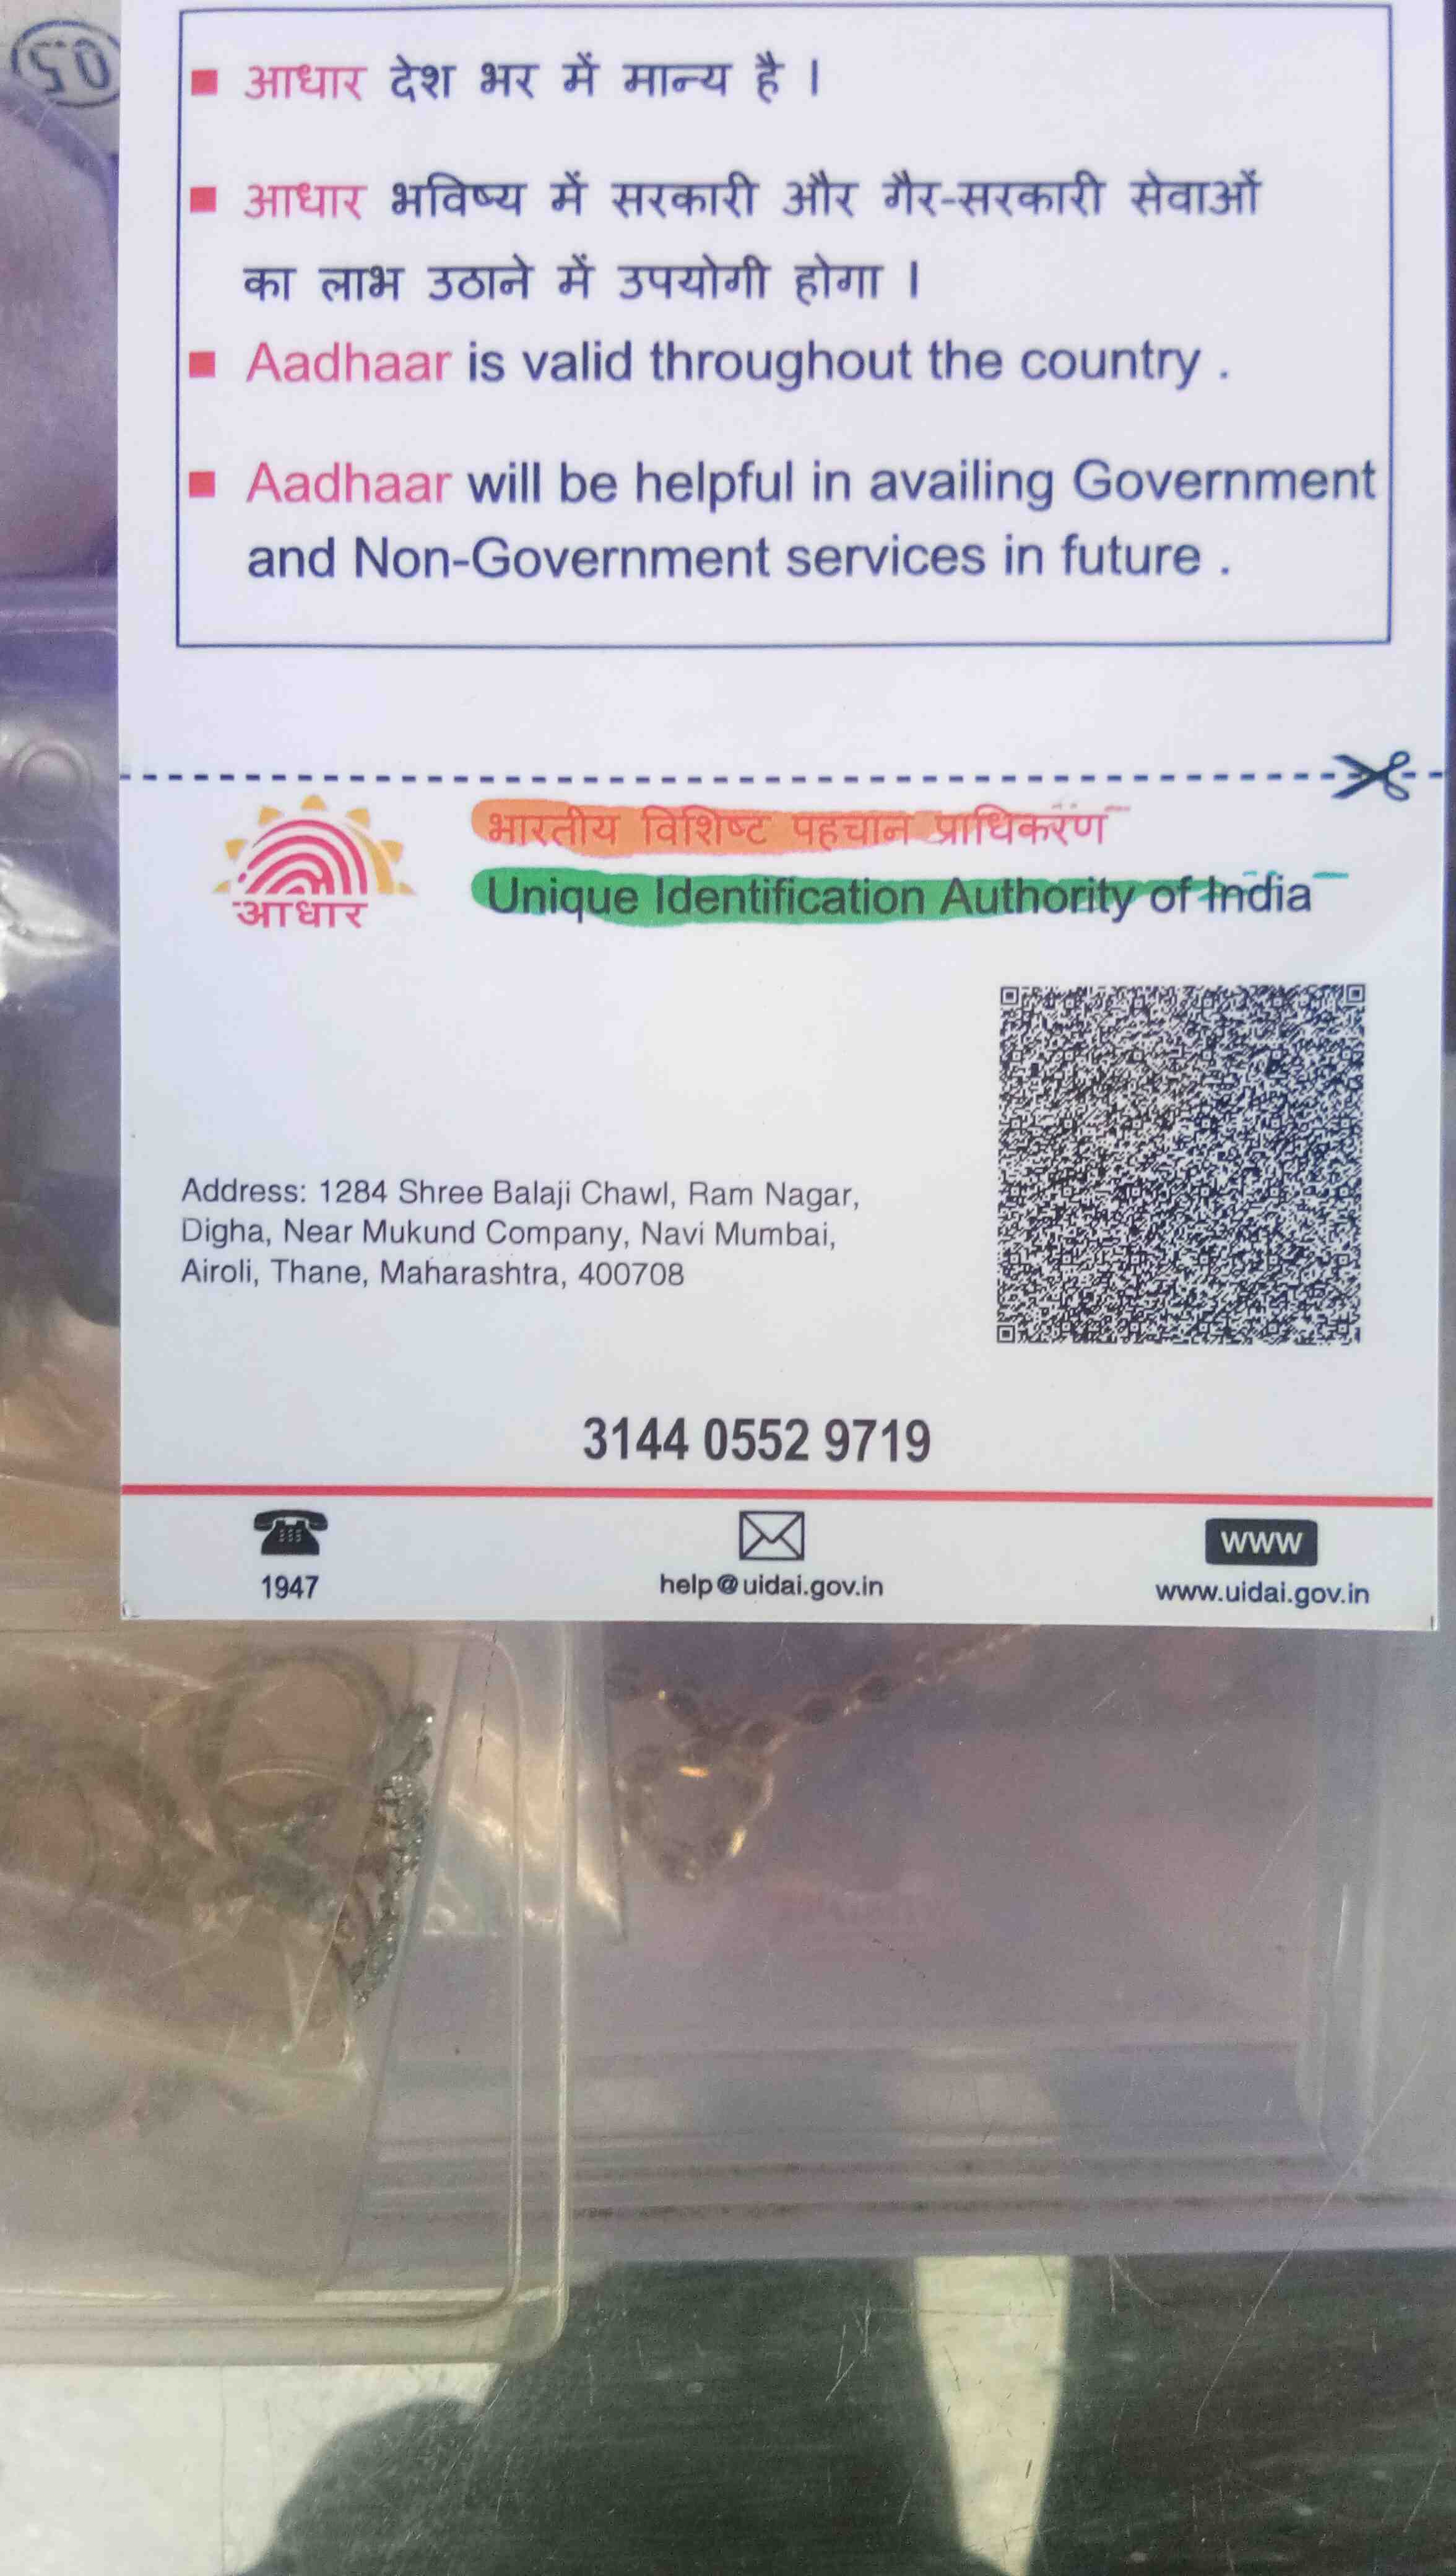 05
आधार देश भर में मान्य है ।
आधार भविष्य में सरकारी और गैर-सरकारी सेवाओं
का लाभ उठाने में उपयोगी होगा ।
Aadhaar is valid throughout the country .
Aadhaar will be helpful in availing Government
and Non-Government services in future .
आधार
भारतीय विशिष्ट पहचान प्राधिकरण
Unique Identification Authority of India
Address: 1284 Shree Balaji Chawl, Ram Nagar,
Digha, Near Mukund Company, Navi Mumbai,
Airoli, Thane, Maharashtra, 400708
3144 0552 9719
WWW
1947
help@uidai.gov.in
www.uidai.gov.in